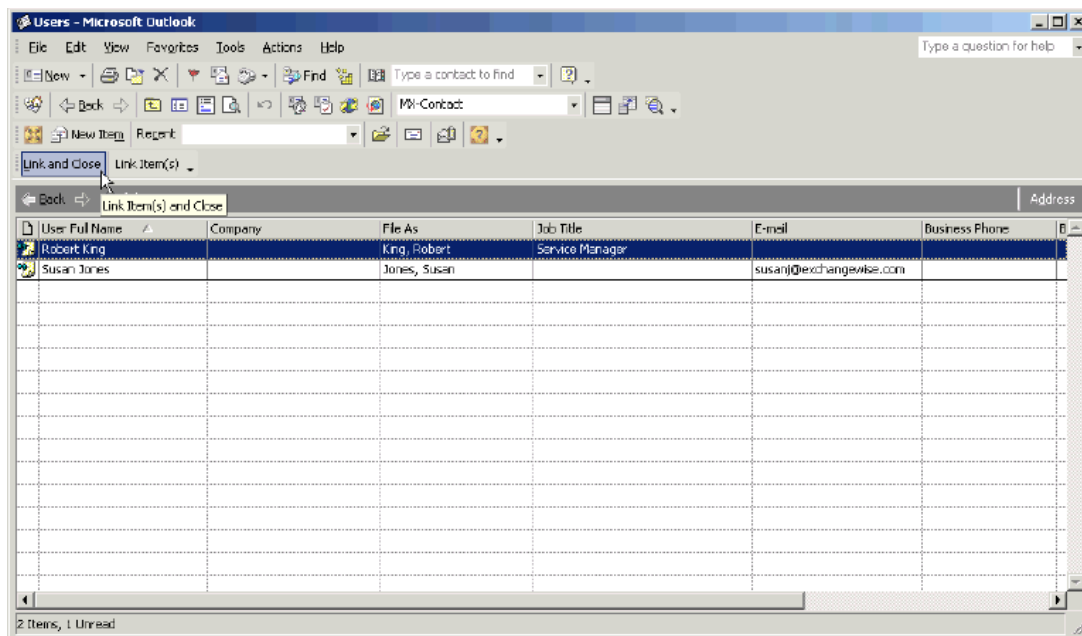 Users - Microsoft Outlook
File Edit View Favorites Tools Actions Help Type a question for help
New Find Type a contact to find
Back MX-Contact
New Item Recent
Link and Close Link Item(s)
Back Address
Link Item(s) and Close
User Full Name Company File As Job Title E-mail Business Phone B
Robert King King, Robert Service Manager
Susan Jones Jones, Susan susanj@exchangewise.com
2 Items, 1 Unread